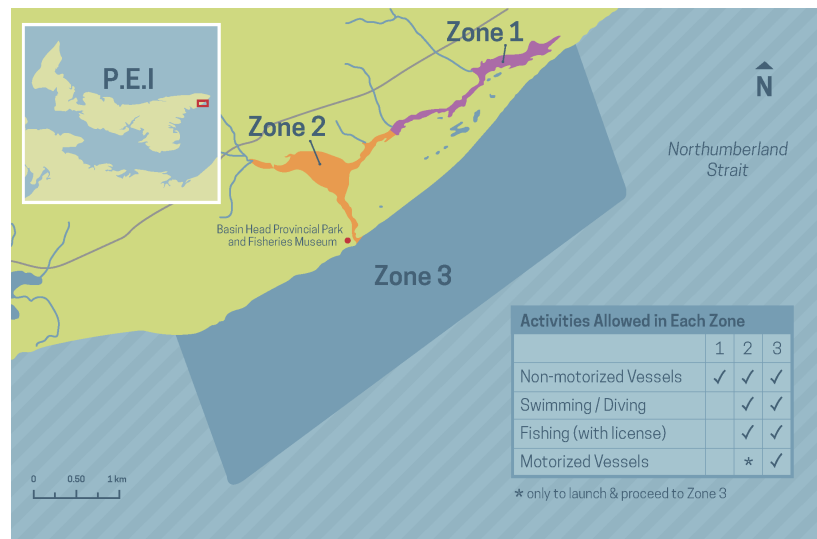 Zone 1
P.E.I
N
Zone 2
Northumberland
Strait
Basin Head Provincial Park
and Fisheries Museum
Zone 3
Activities Allowed in Each Zone
1 2 3
Non-motorized Vessels ✓ ✓ ✓
Swimming / Diving ✓ ✓
Fishing (with license) ✓ ✓
Motorized Vessels * ✓
* only to launch & proceed to Zone 3
0 0.50 1 km